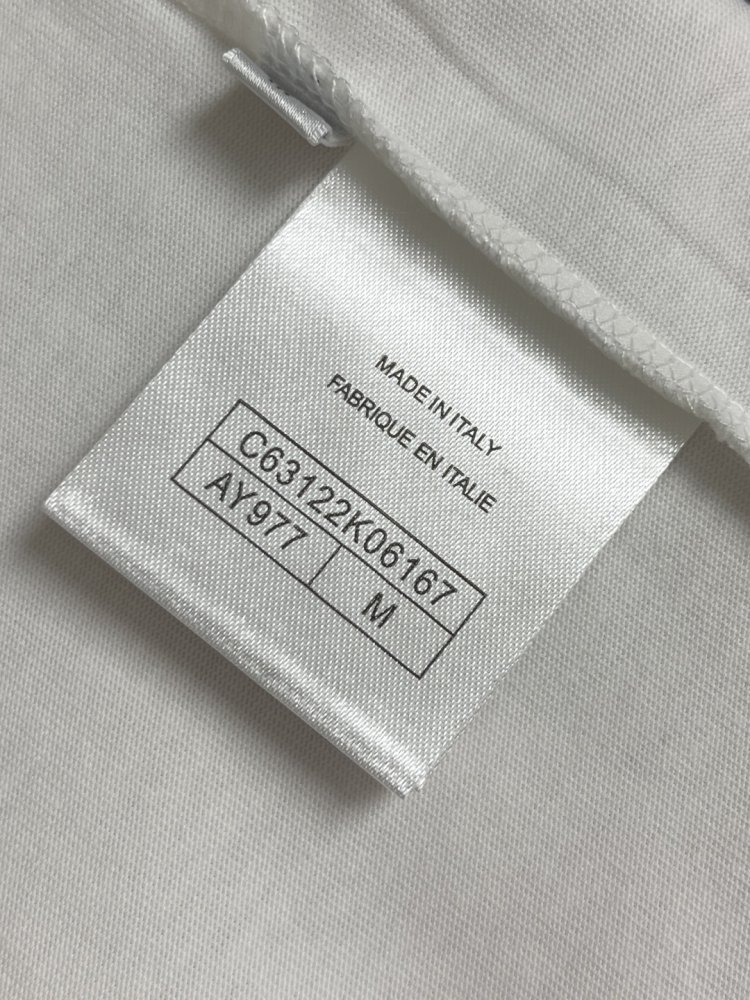 MADE IN ITALY
FABRIQUE EN ITALIE
C63122K06167
AY977 M